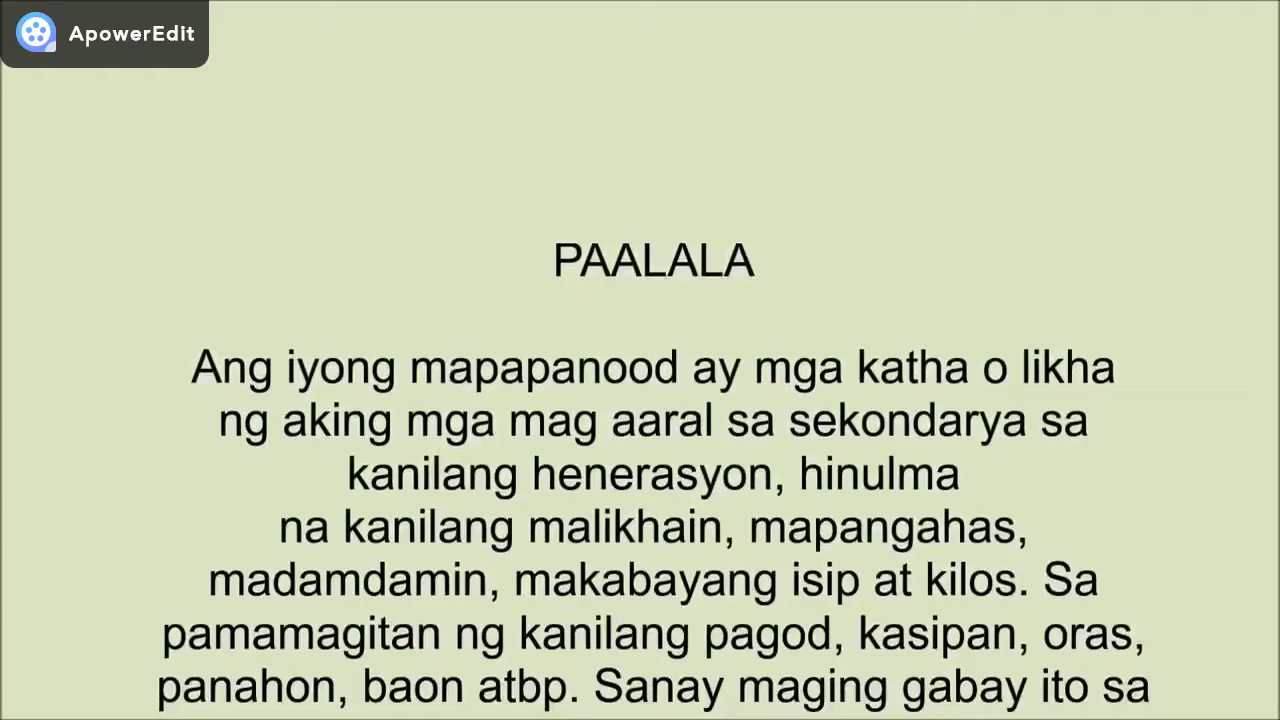 ApowerEdit
PAALALA
Ang iyong mapapanood ay mga katha o likha
ng aking mga mag aaral sa sekondarya sa
kanilang henerasyon, hinulma
na kanilang malikhain, mapangahas,
madamdamin, makabayang isip at kilos. Sa
pamamagitan ng kanilang pagod, kasipan, oras,
panahon, baon atbp. Sanay maging gabay ito sa